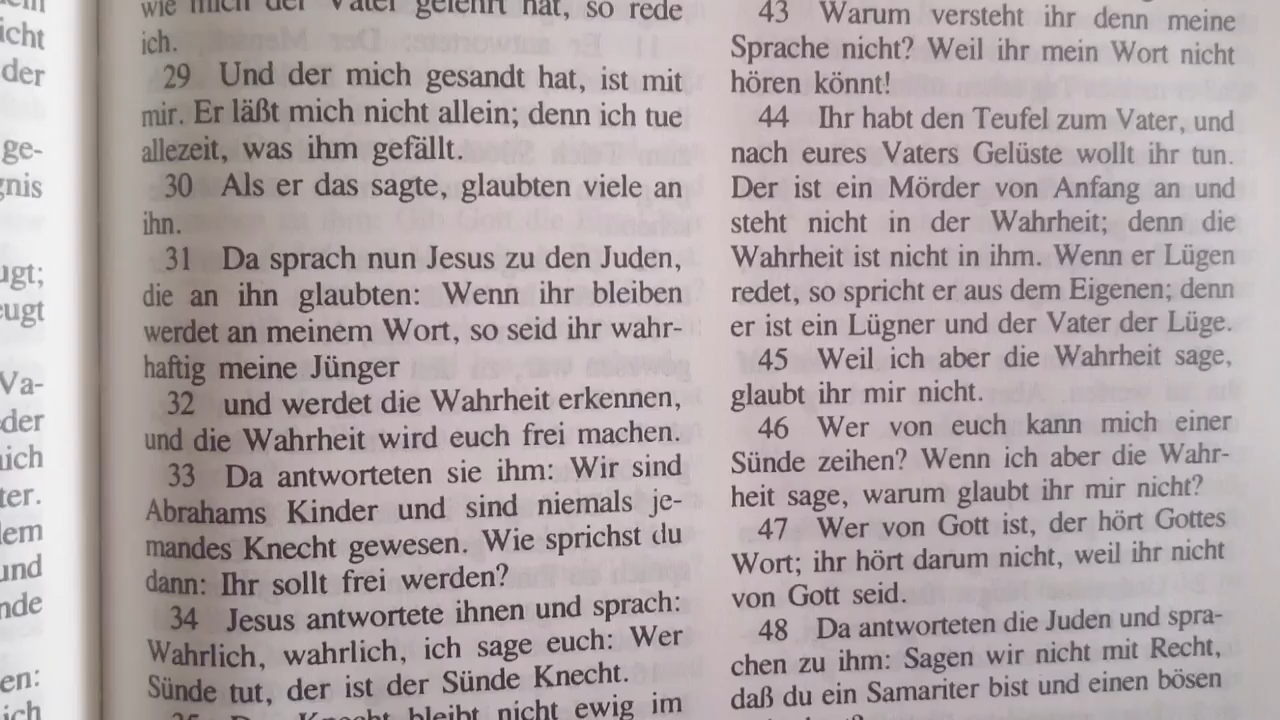 icht
der
ge-
gnis
ugt;
eugt
Va-
der
lem
und
nde
en:
ich
wie mich der Vater gelehrt hat, so rede
ich.
29 Und der mich gesandt hat, ist mit
mir. Er läßt mich nicht allein; denn ich tue
allezeit, was ihm gefällt.
30 Als er das sagte, glaubten viele an
ihn.
31 Da sprach nun Jesus zu den Juden,
die an ihn glaubten: Wenn ihr bleiben
werdet an meinem Wort, so seid ihr wahr-
haftig meine Jünger
32 und werdet die Wahrheit erkennen,
und die Wahrheit wird euch frei machen.
33 Da antworteten sie ihm: Wir sind
Abrahams Kinder und sind niemals je-
mandes Knecht gewesen. Wie sprichst du
dann: Ihr sollt frei werden?
34 Jesus antwortete ihnen und sprach:
Wahrlich, wahrlich, ich sage euch: Wer
Sünde tut, der ist der Sünde Knecht.
Knecht bleibt nicht ewig im
43 Warum versteht ihr denn meine
Sprache nicht? Weil ihr mein Wort nicht
hören könnt!
44 Ihr habt den Teufel zum Vater, und
nach eures Vaters Gelüste wollt ihr tun.
Der ist ein Mörder von Anfang an und
steht nicht in der Wahrheit; denn die
Wahrheit ist nicht in ihm. Wenn er Lügen
redet, so spricht er aus dem Eigenen; denn
er ist ein Lügner und der Vater der Lüge.
45 Weil ich aber die Wahrheit sage,
glaubt ihr mir nicht.
46 Wer von euch kann mich einer
Sünde zeihen? Wenn ich aber die Wahr-
heit sage, warum glaubt ihr mir nicht?
47 Wer von Gott ist, der hört Gottes
Wort; ihr hört darum nicht, weil ihr nicht
von Gott seid.
48 Da antworteten die Juden und spra-
chen zu ihm: Sagen wir nicht mit Recht,
daß du ein Samariter bist und einen bösen